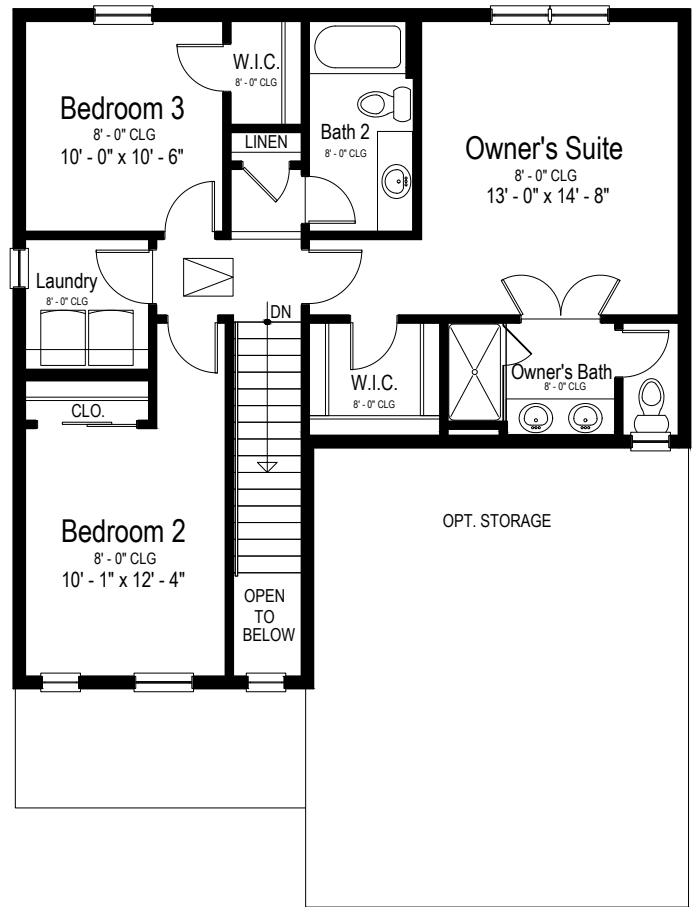 Bedroom 3
8' - 0" CLG
10' - 0" x 10' - 6"
W.I.C.
8' - 0" CLG
LINEN
Bath 2
8' - 0" CLG
Owner's Suite
8' - 0" CLG
13' - 0" x 14' - 8"
Laundry
8' - 0" CLG
DN
CLO.
W.I.C.
8' - 0" CLG
Owner's Bath
8' - 0" CLG
Bedroom 2
8' - 0" CLG
10' - 1" x 12' - 4"
OPEN
TO
BELOW
OPT. STORAGE